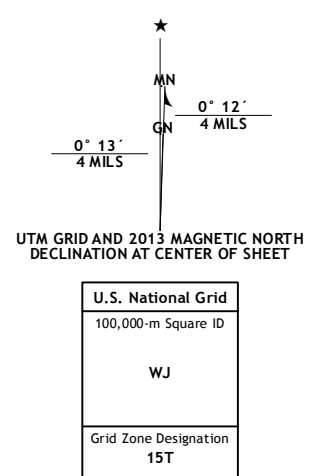 ★
MN
0° 12´
4 MILS
GN
0° 13´
4 MILS
UTM GRID AND 2013 MAGNETIC NORTH
DECLINATION AT CENTER OF SHEET
U.S. National Grid
100,000-m Square ID
WJ
Grid Zone Designation
15T